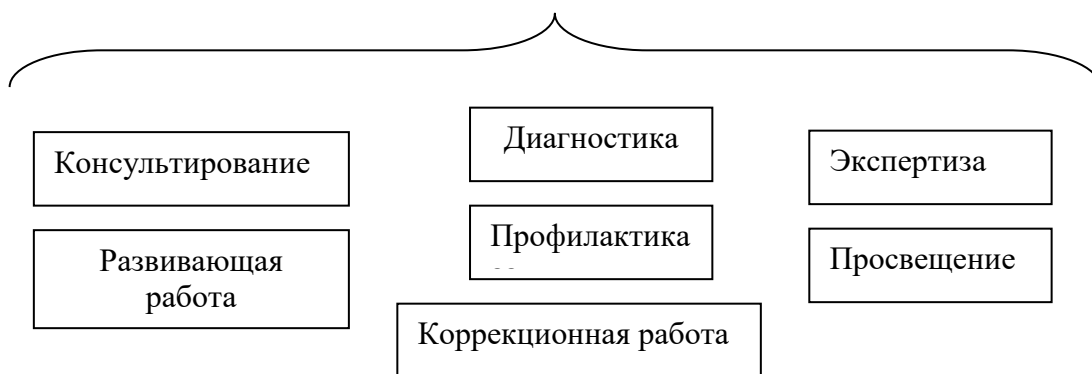 Консультирование
Развивающая
работа
Диагностика
Профилактика
Коррекционная работа
Экспертиза
Просвещение